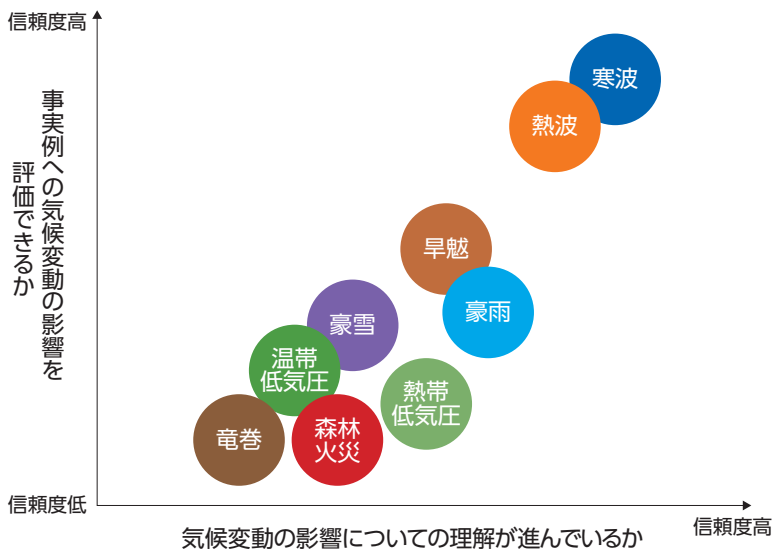 信頼度高
事実例への気候変動の影響を
評価できるか
寒波
熱波
旱魃
豪雨
豪雪
温帯
低気圧
熱帯
低気圧
竜巻
森林
火災
信頼度低
信頼度高
気候変動の影響についての理解が進んでいるか